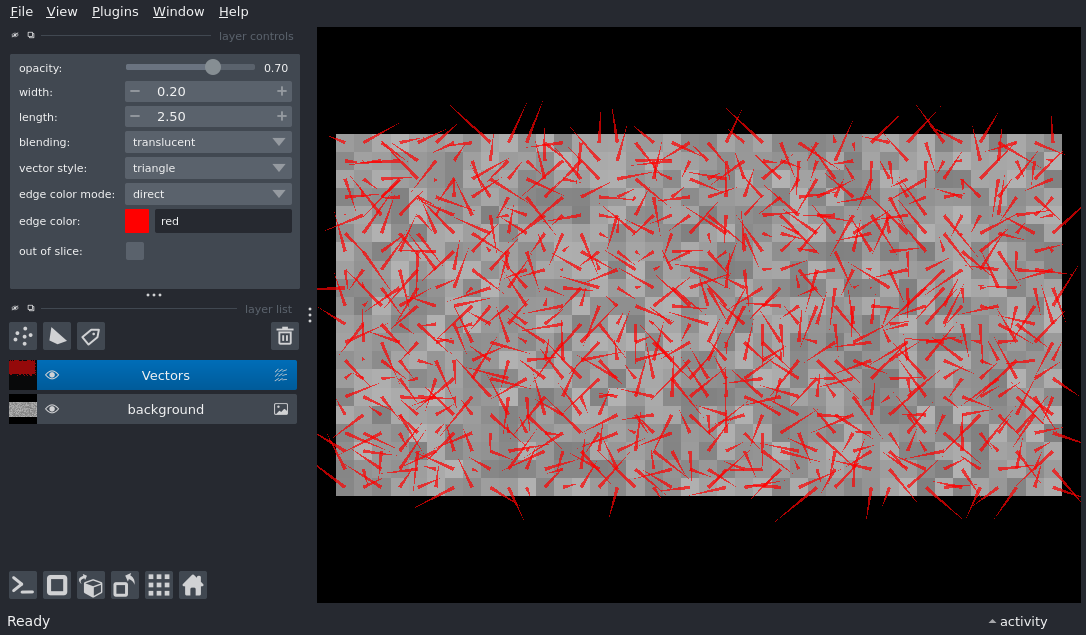 File View Plugins Window Help
layer controls
opacity: 0.70
width: − 0.20 +
length: − 2.50 +
blending: translucent
vector style: triangle
edge color mode: direct
edge color: red
out of slice:
layer list
Vectors
background
Ready
activity